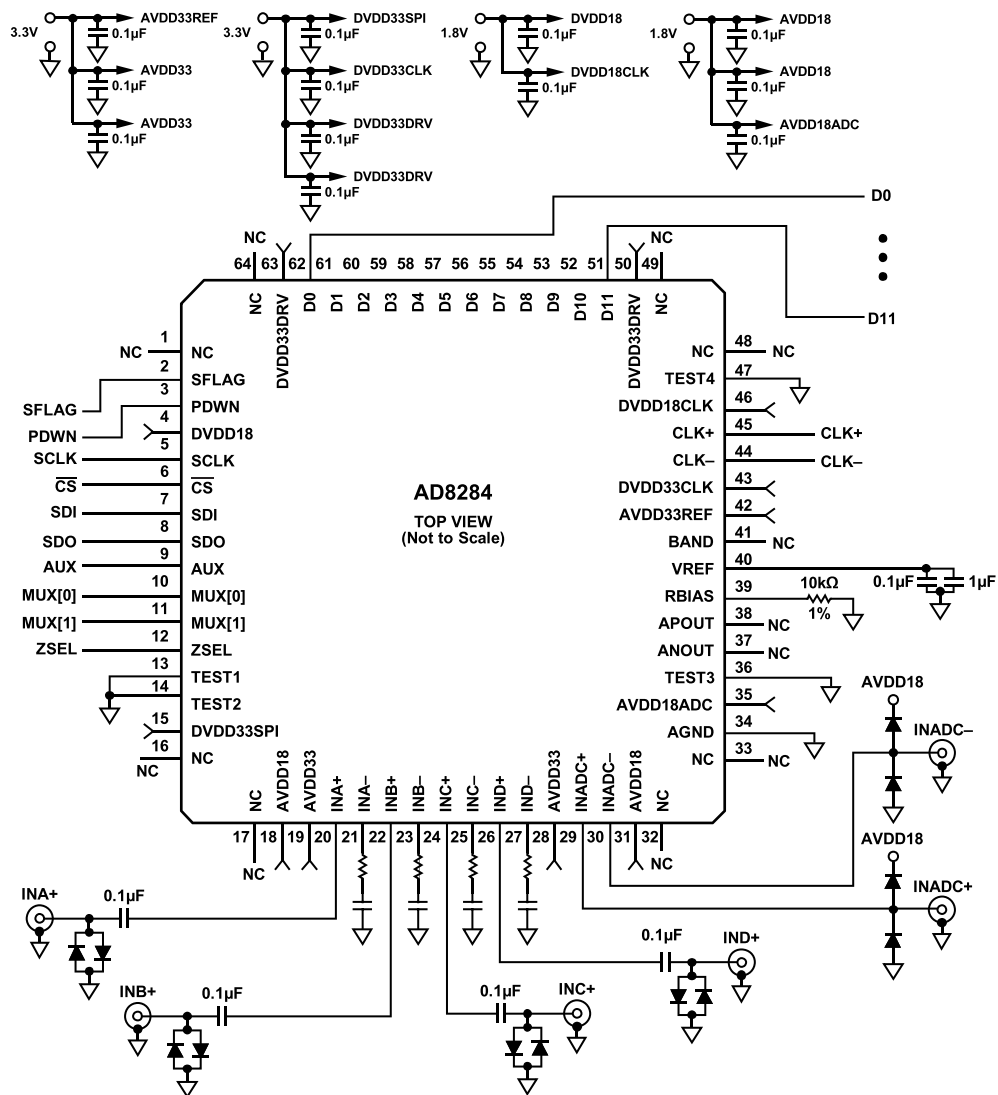 3.3V
AVDD33REF
0.1µF
AVDD33
0.1µF
AVDD33
0.1µF
3.3V
DVDD33SPI
0.1µF
DVDD33CLK
0.1µF
DVDD33DRV
0.1µF
DVDD33DRV
0.1µF
1.8V
DVDD18
0.1µF
DVDD18CLK
0.1µF
1.8V
AVDD18
0.1µF
AVDD18
0.1µF
AVDD18ADC
0.1µF
D0
D11
NC
NC
64 63 62 61 60 59 58 57 56 55 54 53 52 51 50 49
NC DVDD33DRV D0 D1 D2 D3 D4 D5 D6 D7 D8 D9 D10 D11 DVDD33DRV NC
NC 1 NC
SFLAG 2 SFLAG
PDWN 3 PDWN
4 DVDD18
SCLK 5 SCLK
CS 6 CS
SDI 7 SDI
SDO 8 SDO
AUX 9 AUX
MUX[0] 10 MUX[0]
MUX[1] 11 MUX[1]
ZSEL 12 ZSEL
13 TEST1
14 TEST2
15 DVDD33SPI
NC 16 NC
AD8284
TOP VIEW
(Not to Scale)
NC 48 NC
TEST4 47
DVDD18CLK 46
CLK+ 45 CLK+
CLK– 44 CLK–
DVDD33CLK 43
AVDD33REF 42
BAND 41 NC
VREF 40
0.1µF
1µF
RBIAS 39
10kΩ
1%
APOUT 38 NC
ANOUT 37 NC
TEST3 36
AVDD18ADC 35
AGND 34
NC 33 NC
NC AVDD18 AVDD33 INA+ INA– INB+ INB– INC+ INC– IND+ IND– AVDD33 INADC+ INADC– AVDD18 NC
17 18 19 20 21 22 23 24 25 26 27 28 29 30 31 32
NC
NC
AVDD18
INADC–
AVDD18
INADC+
INA+
0.1µF
INB+
0.1µF
0.1µF
INC+
0.1µF
IND+